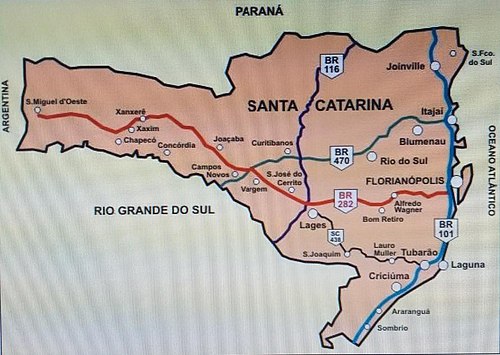 PARANÁ
ARGENTINA
BR
116
S.Fco.
do Sul
Joinville
S.Miguel d'Oeste
Xanxerê
SANTA CATARINA
Itajaí
Xaxim
Chapecó
Joaçaba
Curitibanos
Blumenau
Concórdia
BR
470
Rio do Sul
Campos
Novos
S.José do
Cerrito
Vargem
FLORIANÓPOLIS
OCEANO ATLÂNTICO
BR
282
Alfredo
Wagner
Bom Retiro
RIO GRANDE DO SUL
Lages
SC
438
BR
101
S.Joaquim
Lauro
Muller
Tubarão
Laguna
Criciúma
Araranguá
Sombrio